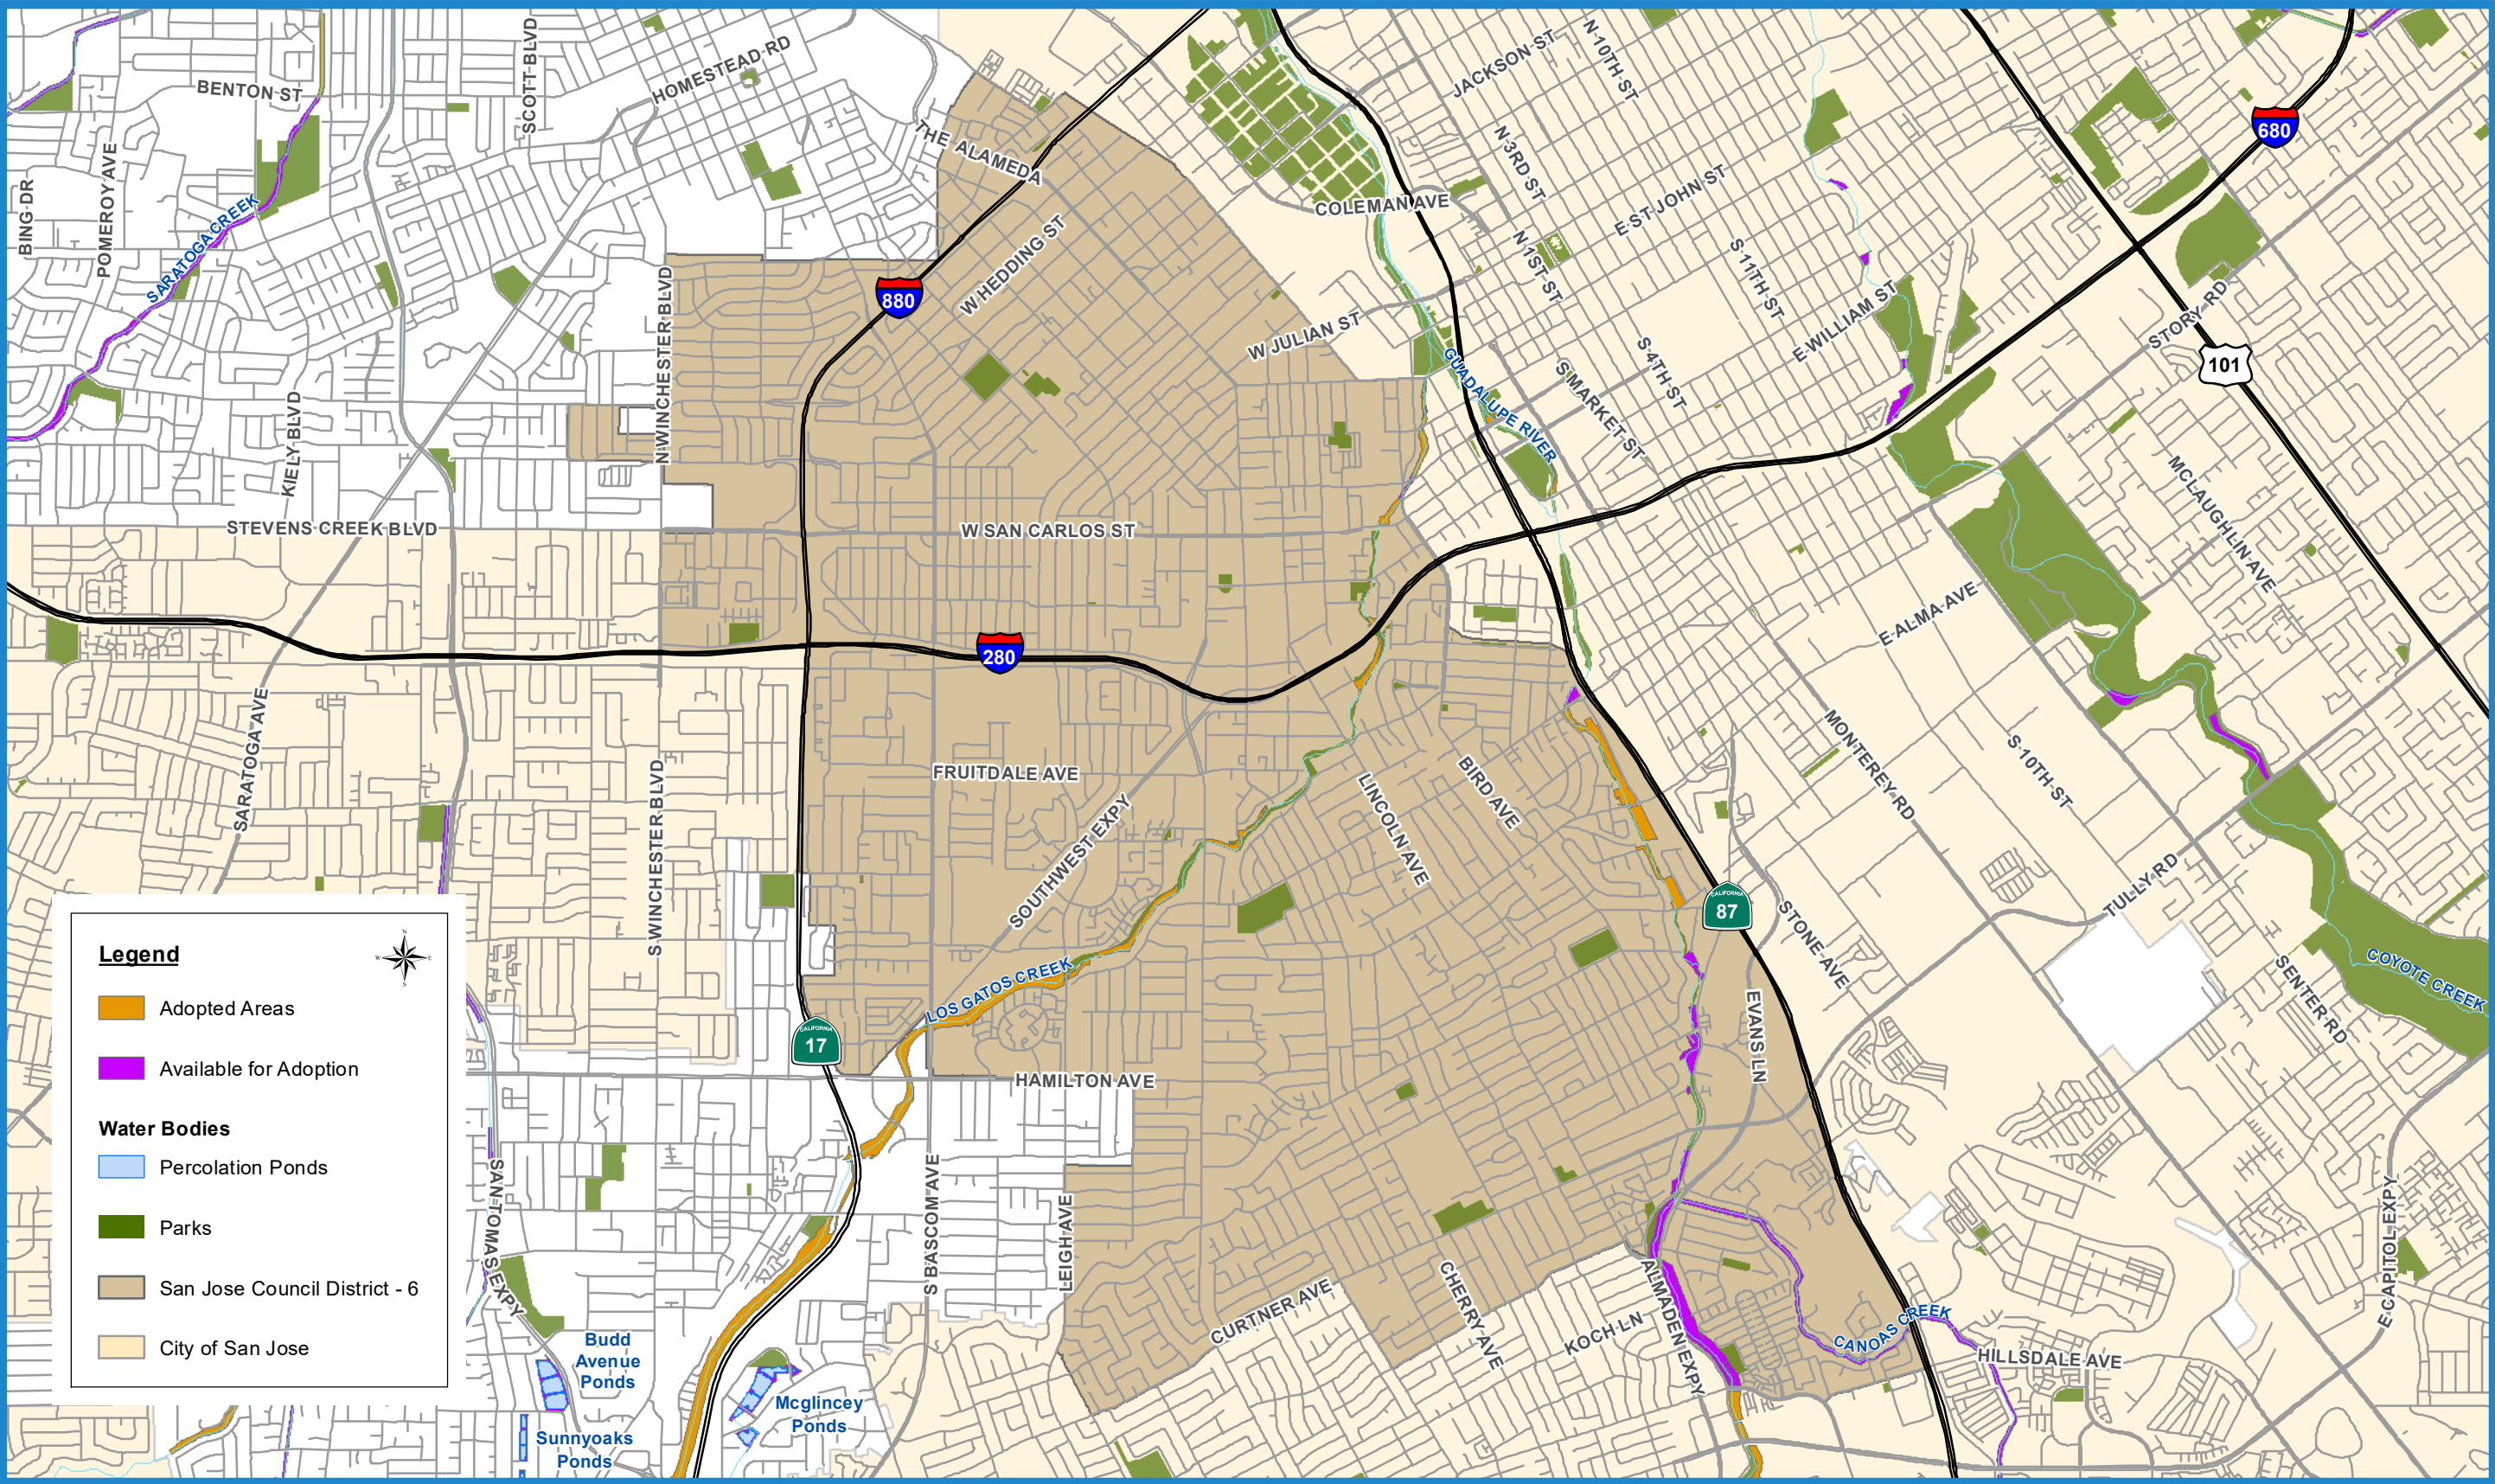 BENTON ST
SCOTT BLVD
HOMESTEAD RD
THE ALAMEDA
JACKSON ST
N 10TH ST
680
BING DR
POMEROY AVE
SARATOGA CREEK
N 3RD ST
COLEMAN AVE
E ST JOHN ST
880
W HEDDING ST
N WINCHESTER BLVD
N 1ST ST
S 11TH ST
W JULIAN ST
E WILLIAM ST
STORY RD
101
GUADALUPE RIVER
S MARKET ST
S 4TH ST
KIELY BLVD
STEVENS CREEK BLVD
W SAN CARLOS ST
MCLAUGHLIN AVE
E ALMA AVE
280
SARATOGA AVE
FRUITDALE AVE
S WINCHESTER BLVD
SOUTHWEST EXPY
LINCOLN AVE
BIRD AVE
MONTEREY RD
S 10TH ST
TULLY RD
CALIFORNIA
87
STONE AVE
SENTER RD
COYOTE CREEK
LOS GATOS CREEK
EVANS LN
CALIFORNIA
17
HAMILTON AVE
SAN TOMAS EXPY
S BASCOM AVE
LEIGH AVE
CURTNER AVE
CHERRY AVE
KOCH LN
ALMADEN EXPY
CANOAS CREEK
HILLSDALE AVE
E CAPITOL EXPY
Budd
Avenue
Ponds
Mcglincey
Ponds
Sunnyoaks
Ponds
Legend
N
W E
S
Adopted Areas
Available for Adoption
Water Bodies
Percolation Ponds
Parks
San Jose Council District - 6
City of San Jose